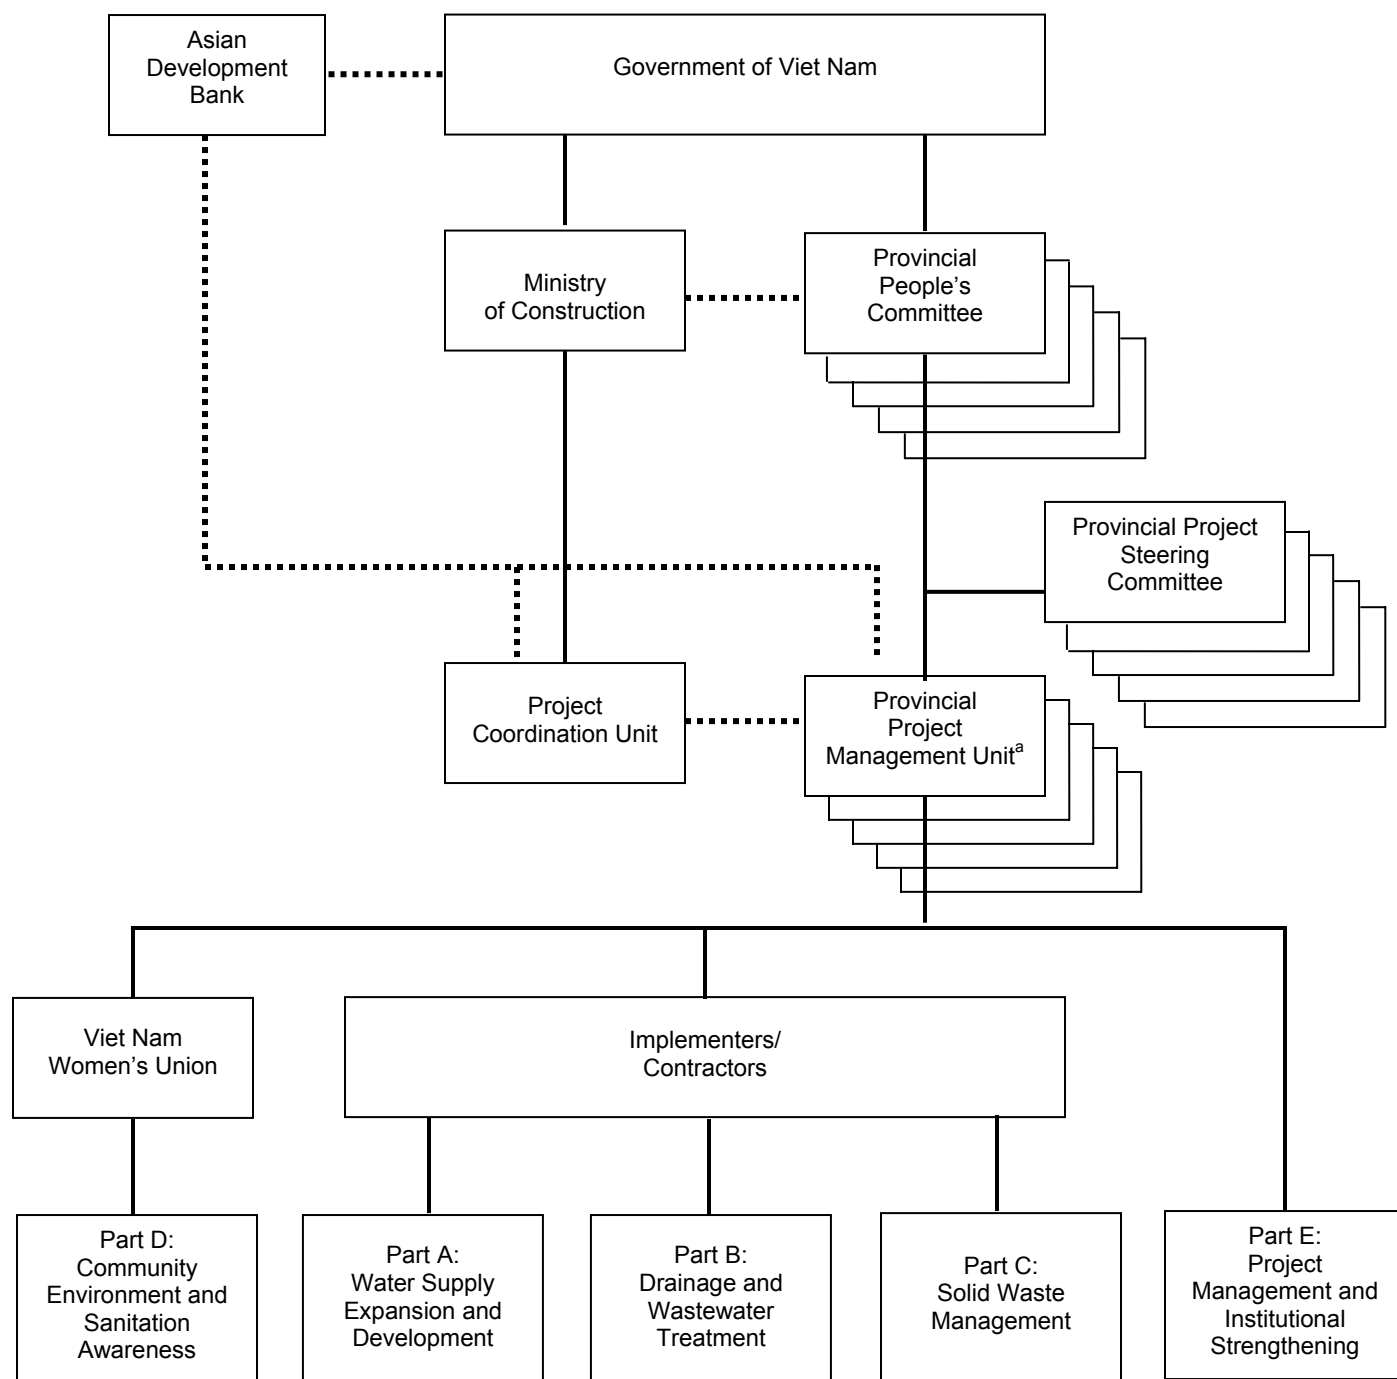 Asian
Development
Bank
Government of Viet Nam
Ministry
of Construction
Provincial
People’s
Committee
Provincial Project
Steering
Committee
Project
Coordination Unit
Provincial
Project
Management Unitᵃ
Viet Nam
Women’s Union
Implementers/
Contractors
Part D:
Community
Environment and
Sanitation
Awareness
Part A:
Water Supply
Expansion and
Development
Part B:
Drainage and
Wastewater
Treatment
Part C:
Solid Waste
Management
Part E:
Project
Management and
Institutional
Strengthening